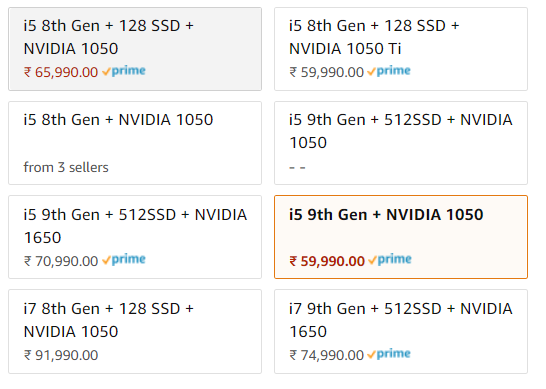 i5 8th Gen + 128 SSD +
NVIDIA 1050
₹ 65,990.00 prime
i5 8th Gen + 128 SSD +
NVIDIA 1050 Ti
₹ 59,990.00 prime
i5 8th Gen + NVIDIA 1050
from 3 sellers
i5 9th Gen + 512SSD + NVIDIA
1050
- -
i5 9th Gen + 512SSD + NVIDIA
1650
₹ 70,990.00 prime
i5 9th Gen + NVIDIA 1050
₹ 59,990.00 prime
i7 8th Gen + 128 SSD +
NVIDIA 1050
₹ 91,990.00
i7 9th Gen + 512SSD + NVIDIA
1650
₹ 74,990.00 prime